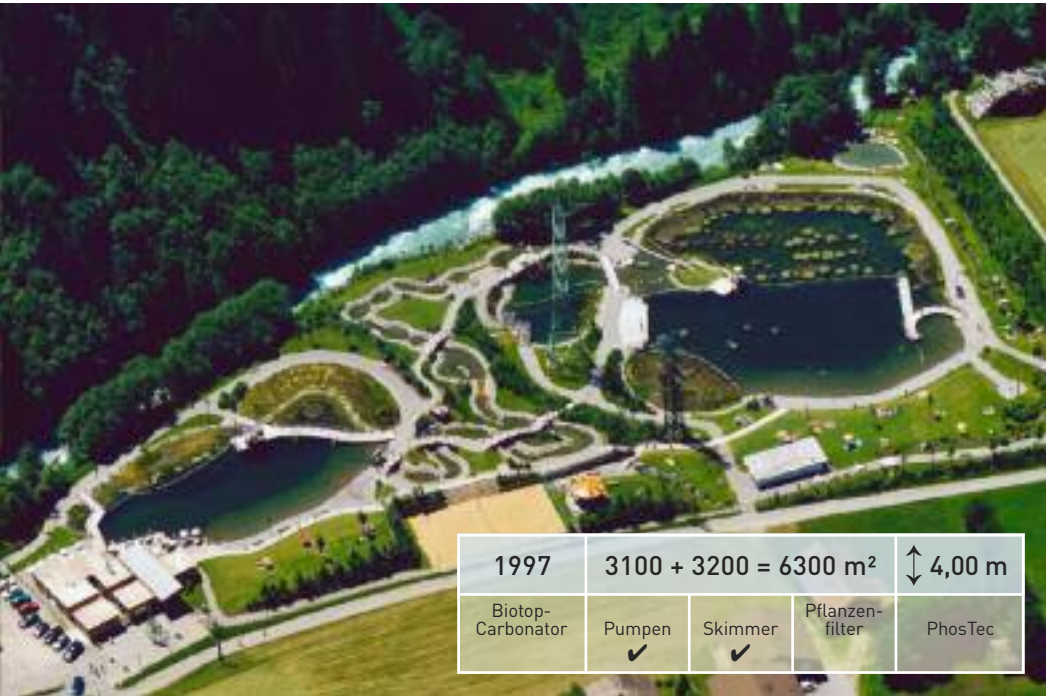 1997
3100 + 3200 = 6300 m²
↕ 4,00 m
Biotop-
Carbonator
Pumpen
✔
Skimmer
✔
Pflanzen-
filter
PhosTec